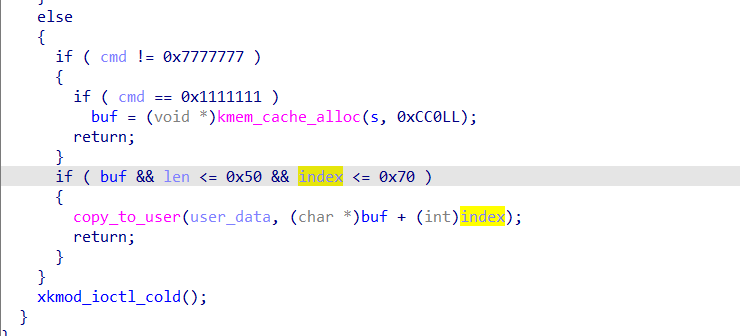 }
else
{
if ( cmd != 0x7777777 )
{
if ( cmd == 0x1111111 )
buf = (void *)kmem_cache_alloc(s, 0xCC0LL);
return;
}
if ( buf && len <= 0x50 && index <= 0x70 )
{
copy_to_user(user_data, (char *)buf + (int)index);
return;
}
}
xkmod_ioctl_cold();
}
}